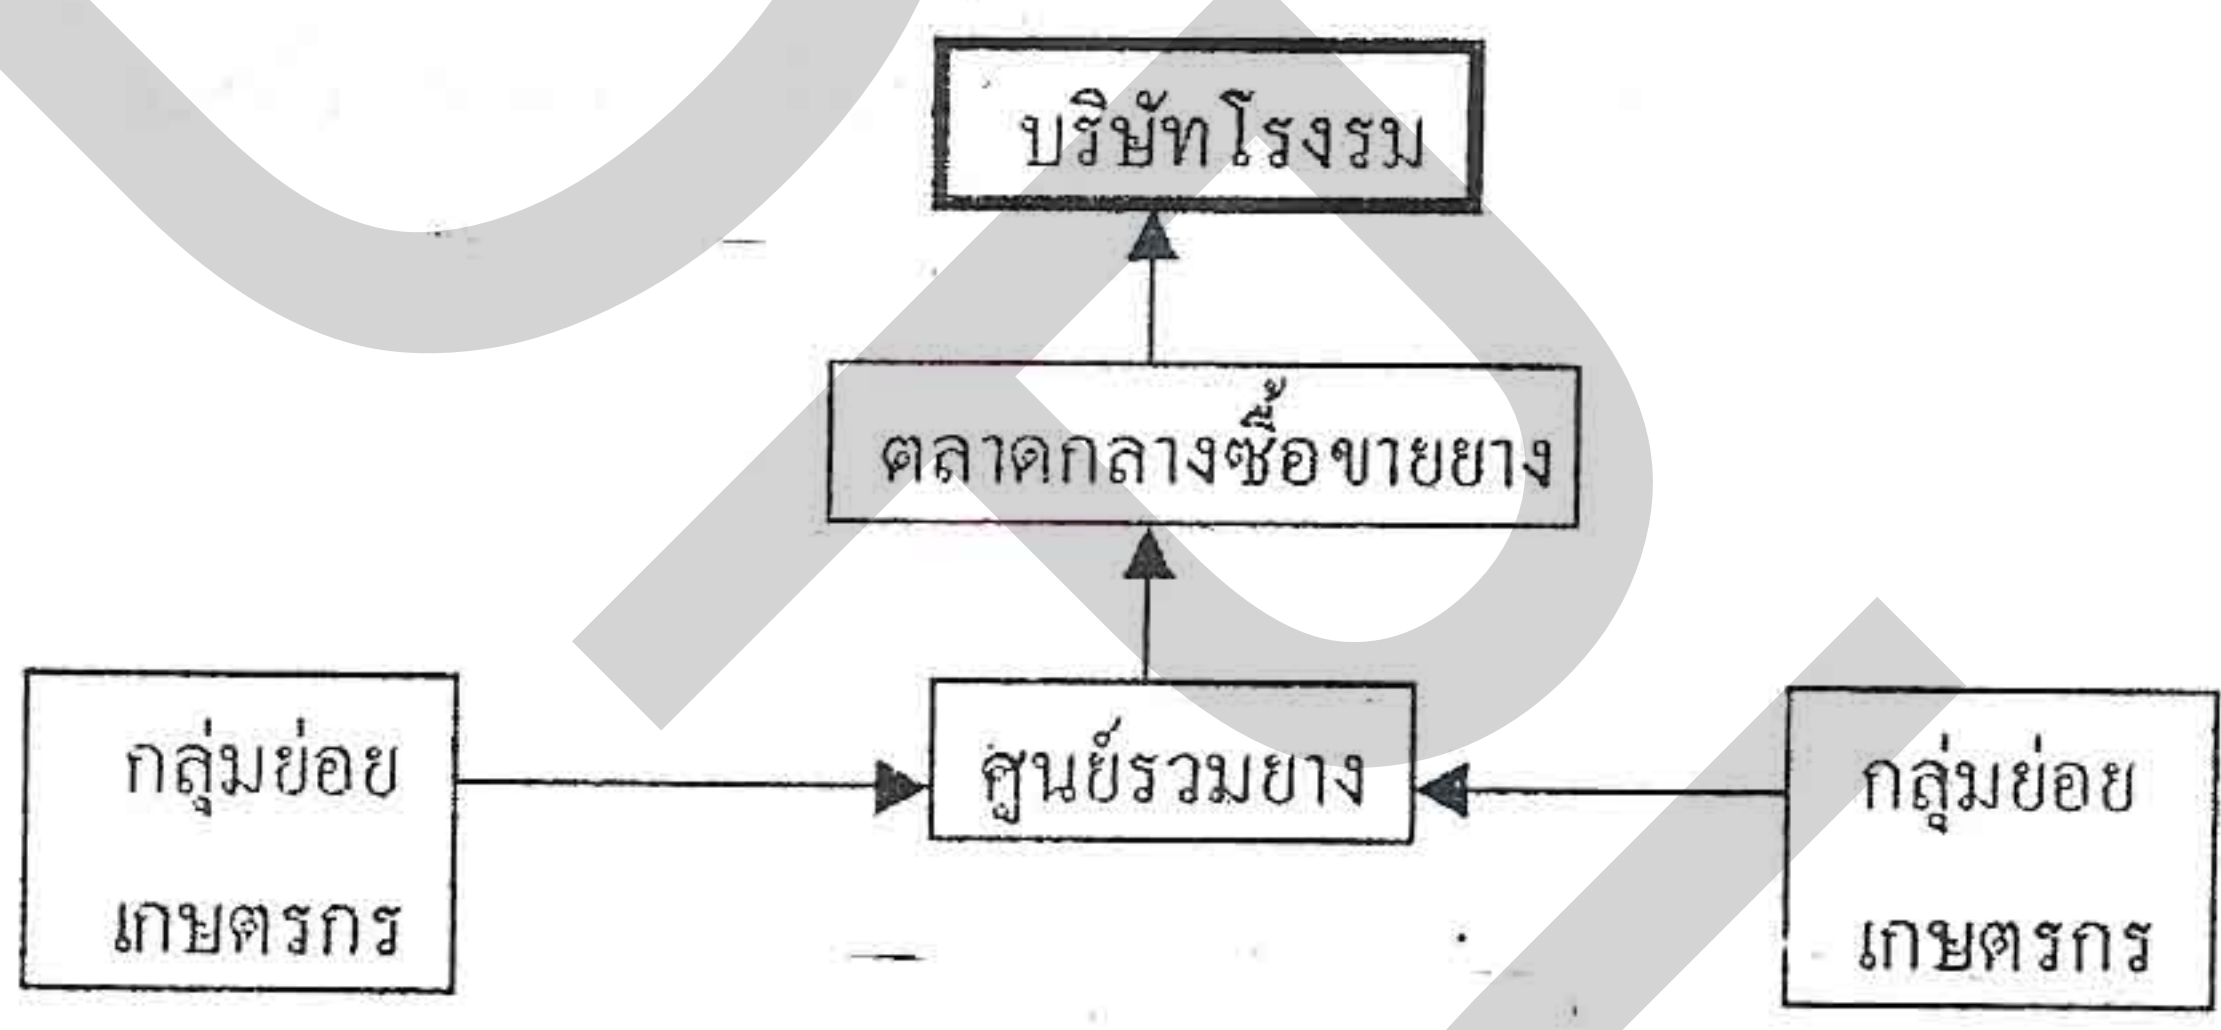 บริษัทโรงรม
ตลาดกลางซื้อขายยาง
กลุ่มย่อย
เกษตรกร
ศูนย์รวมยาง
กลุ่มย่อย
เกษตรกร